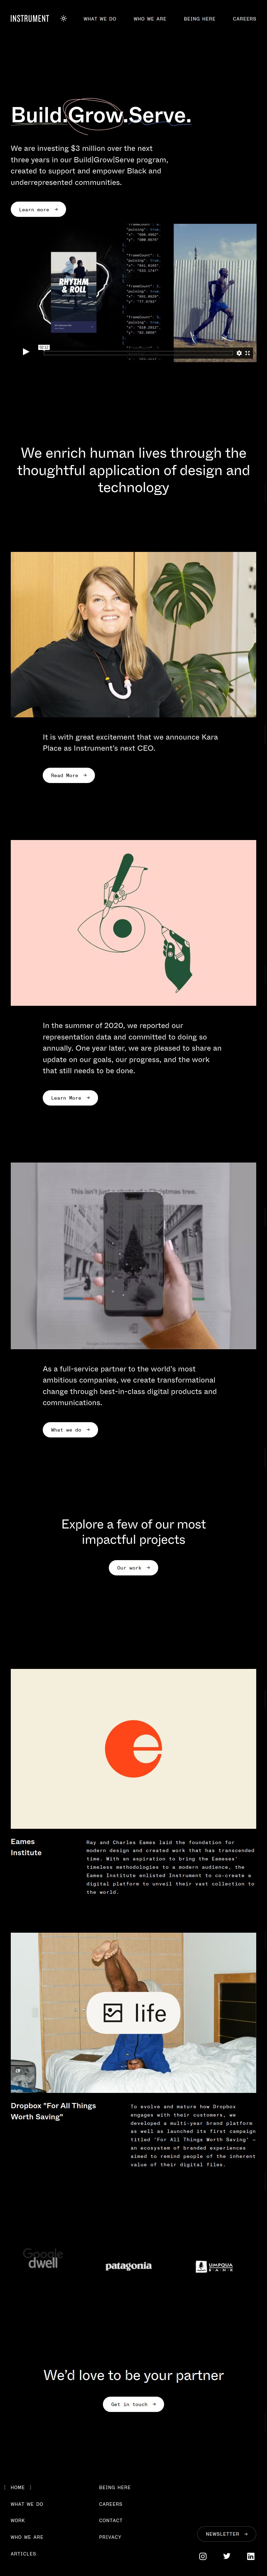 INSTRUMENT
WHAT WE DO
WHO WE ARE
BEING HERE
CAREERS
Build.Grow.Serve.
We are investing $3 million over the next
three years in our Build|Grow|Serve program,
created to support and empower Black and
underrepresented communities.
Learn more →
RHYTHM
& ROLL
We enrich human lives through the
thoughtful application of design and
technology
It is with great excitement that we announce Kara
Place as Instrument's next CEO.
Read More →
In the summer of 2020, we reported our
representation data and committed to doing so
annually. One year later, we are pleased to share an
update on our goals, our progress, and the work
that still needs to be done.
Learn More →
This isn't just a Christmas tree.
As a full-service partner to the world's most
ambitious companies, we create transformational
change through best-in-class digital products and
communications.
What we do →
Explore a few of our most
impactful projects
Our work →
e
Eames
Institute
Ray and Charles Eames laid the foundation for
modern design and created work that has transcended
time. With an aspiration to bring the Eameses'
timeless methodologies to a modern audience, the
Eames Institute enlisted Instrument to co-create a
digital platform to unveil their vast collection to
the world.
life
Dropbox "For All Things
Worth Saving"
To evolve and mature how Dropbox
engages with their customers, we
developed a multi-year brand platform
as well as launched its first campaign
titled 'For All Things Worth Saving' –
an ecosystem of branded experiences
aimed to remind people of the inherent
value of their digital files.
Google
dwell
patagonia
UMPQUA
BANK
We'd love to be your partner
Get in touch →
[ HOME ]
WHAT WE DO
WORK
WHO WE ARE
ARTICLES
BEING HERE
CAREERS
CONTACT
PRIVACY
NEWSLETTER →